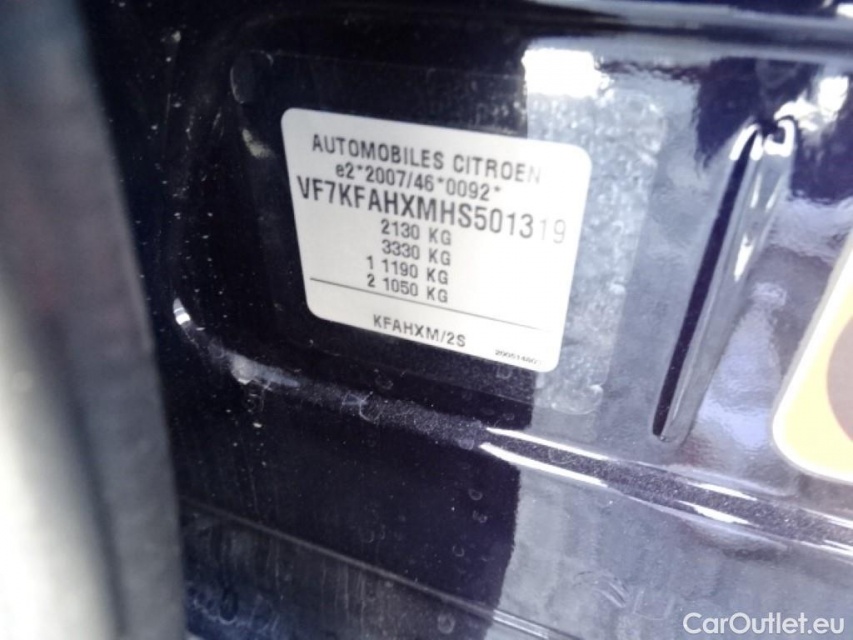 AUTOMOBILES CITROEN
e2*2007/46*0092*
VF7KFAHXMHS501319
2130 KG
3330 KG
1 1190 KG
2 1050 KG
KFAHXM/2S
CarOutlet.eu